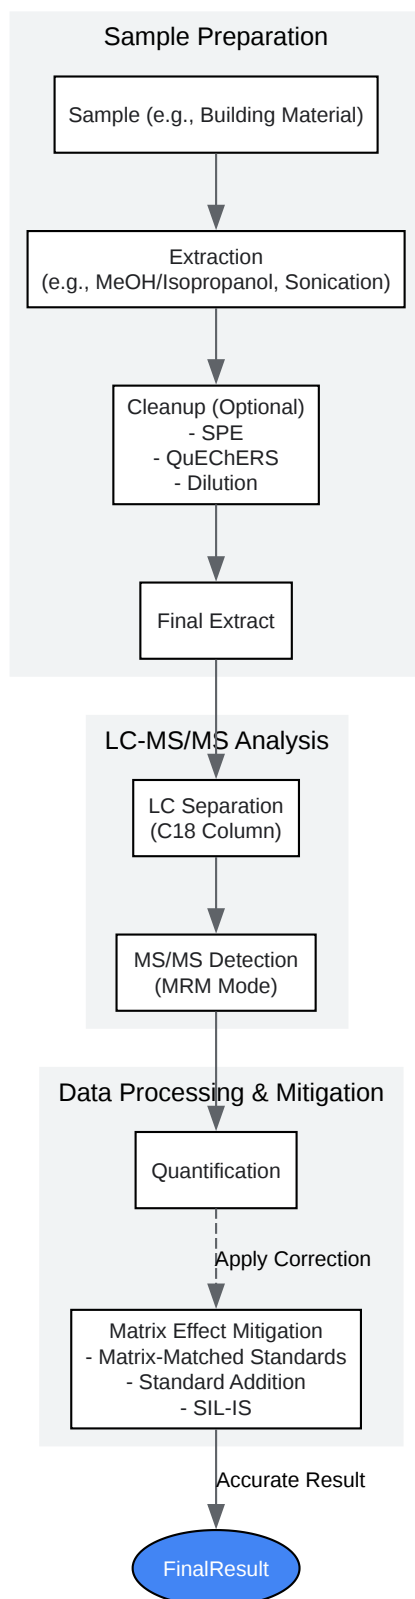 Sample Preparation
Sample (e.g., Building Material)
Extraction
(e.g., MeOH/Isopropanol, Sonication)
Cleanup (Optional)
- SPE
- QuEChERS
- Dilution
Final Extract
LC-MS/MS Analysis
LC Separation
(C18 Column)
MS/MS Detection
(MRM Mode)
Data Processing & Mitigation
Quantification
Apply Correction
Matrix Effect Mitigation
- Matrix-Matched Standards
- Standard Addition
- SIL-IS
Accurate Result
FinalResult